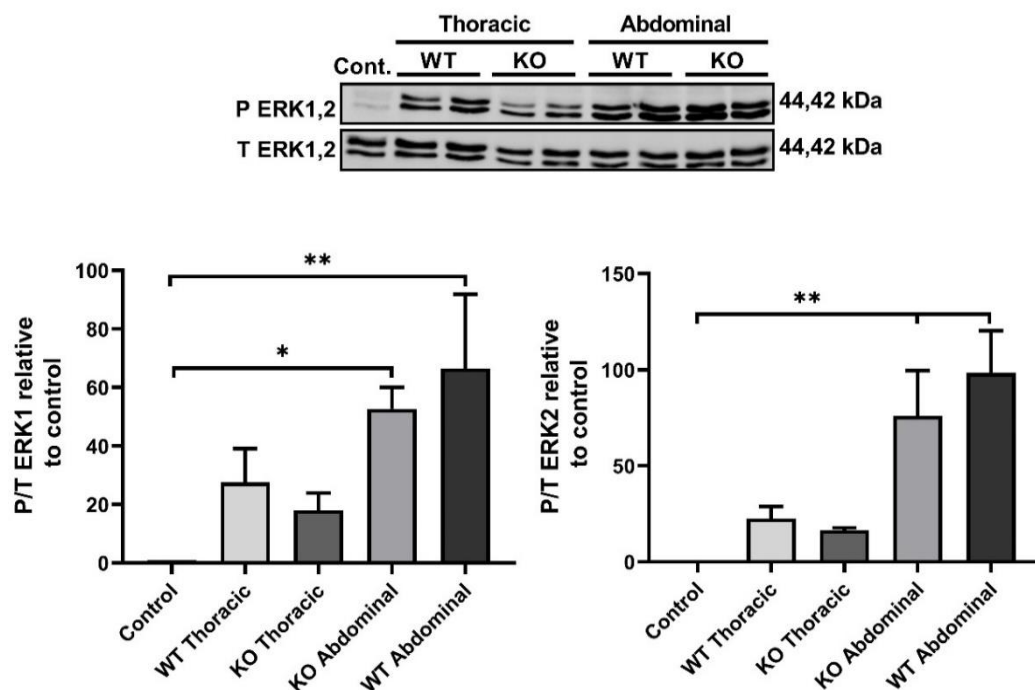 Thoracic Abdominal
Cont. WT KO WT KO
P ERK1,2 44,42 kDa
T ERK1,2 44,42 kDa
P/T ERK1 relative
to control
100
80
60
40
20
0
**
*
Control
WT Thoracic
KO Thoracic
KO Abdominal
WT Abdominal
P/T ERK2 relative
to control
150
100
50
0
**
Control
WT Thoracic
KO Thoracic
KO Abdominal
WT Abdominal